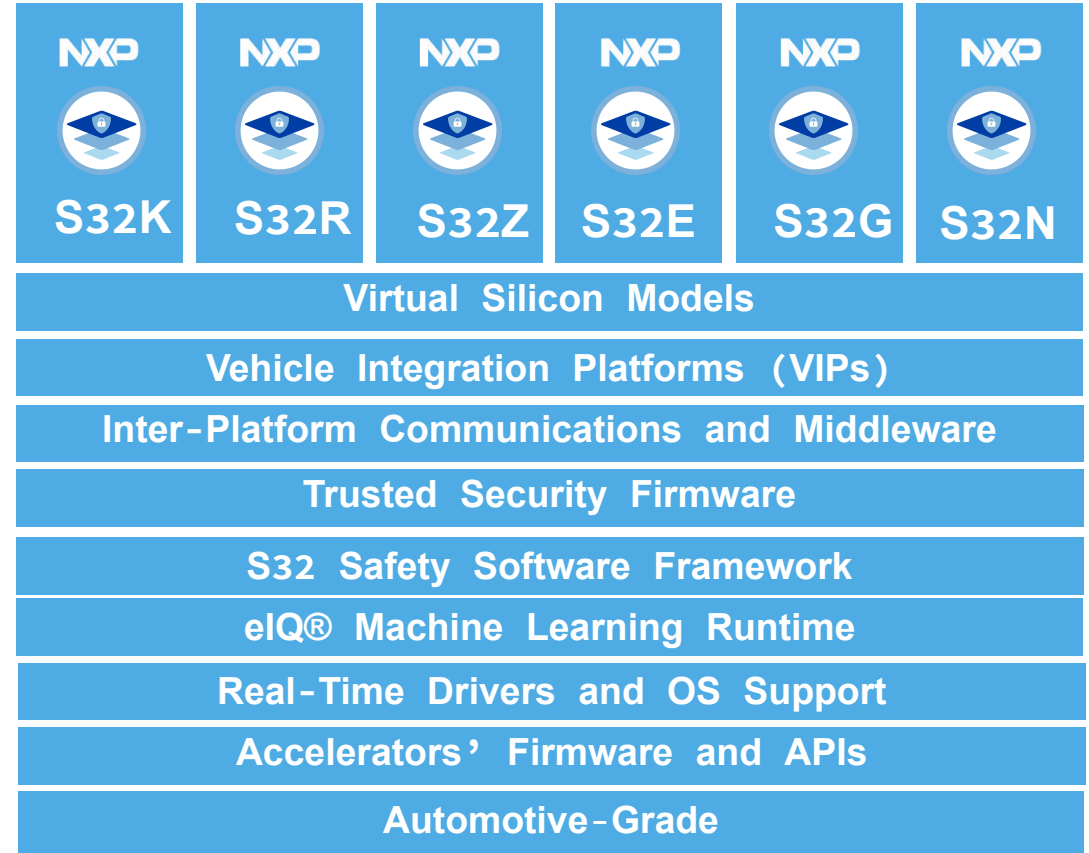 NXP NXP NXP NXP NXP NXP
S32K S32R S32Z S32E S32G S32N
Virtual Silicon Models
Vehicle Integration Platforms (VIPs)
Inter-Platform Communications and Middleware
Trusted Security Firmware
S32 Safety Software Framework
eIQ® Machine Learning Runtime
Real-Time Drivers and OS Support
Accelerators’ Firmware and APIs
Automotive-Grade